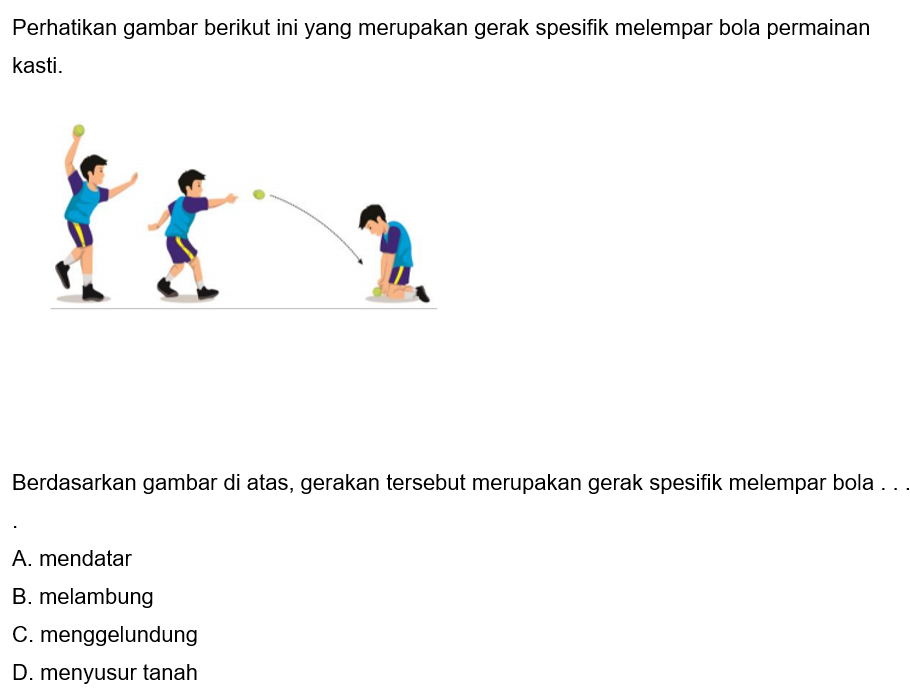 Perhatikan gambar berikut ini yang merupakan gerak spesifik melempar bola permainan
kasti.
Berdasarkan gambar di atas, gerakan tersebut merupakan gerak spesifik melempar bola . . .
.
A. mendatar
B. melambung
C. menggelundung
D. menyusur tanah